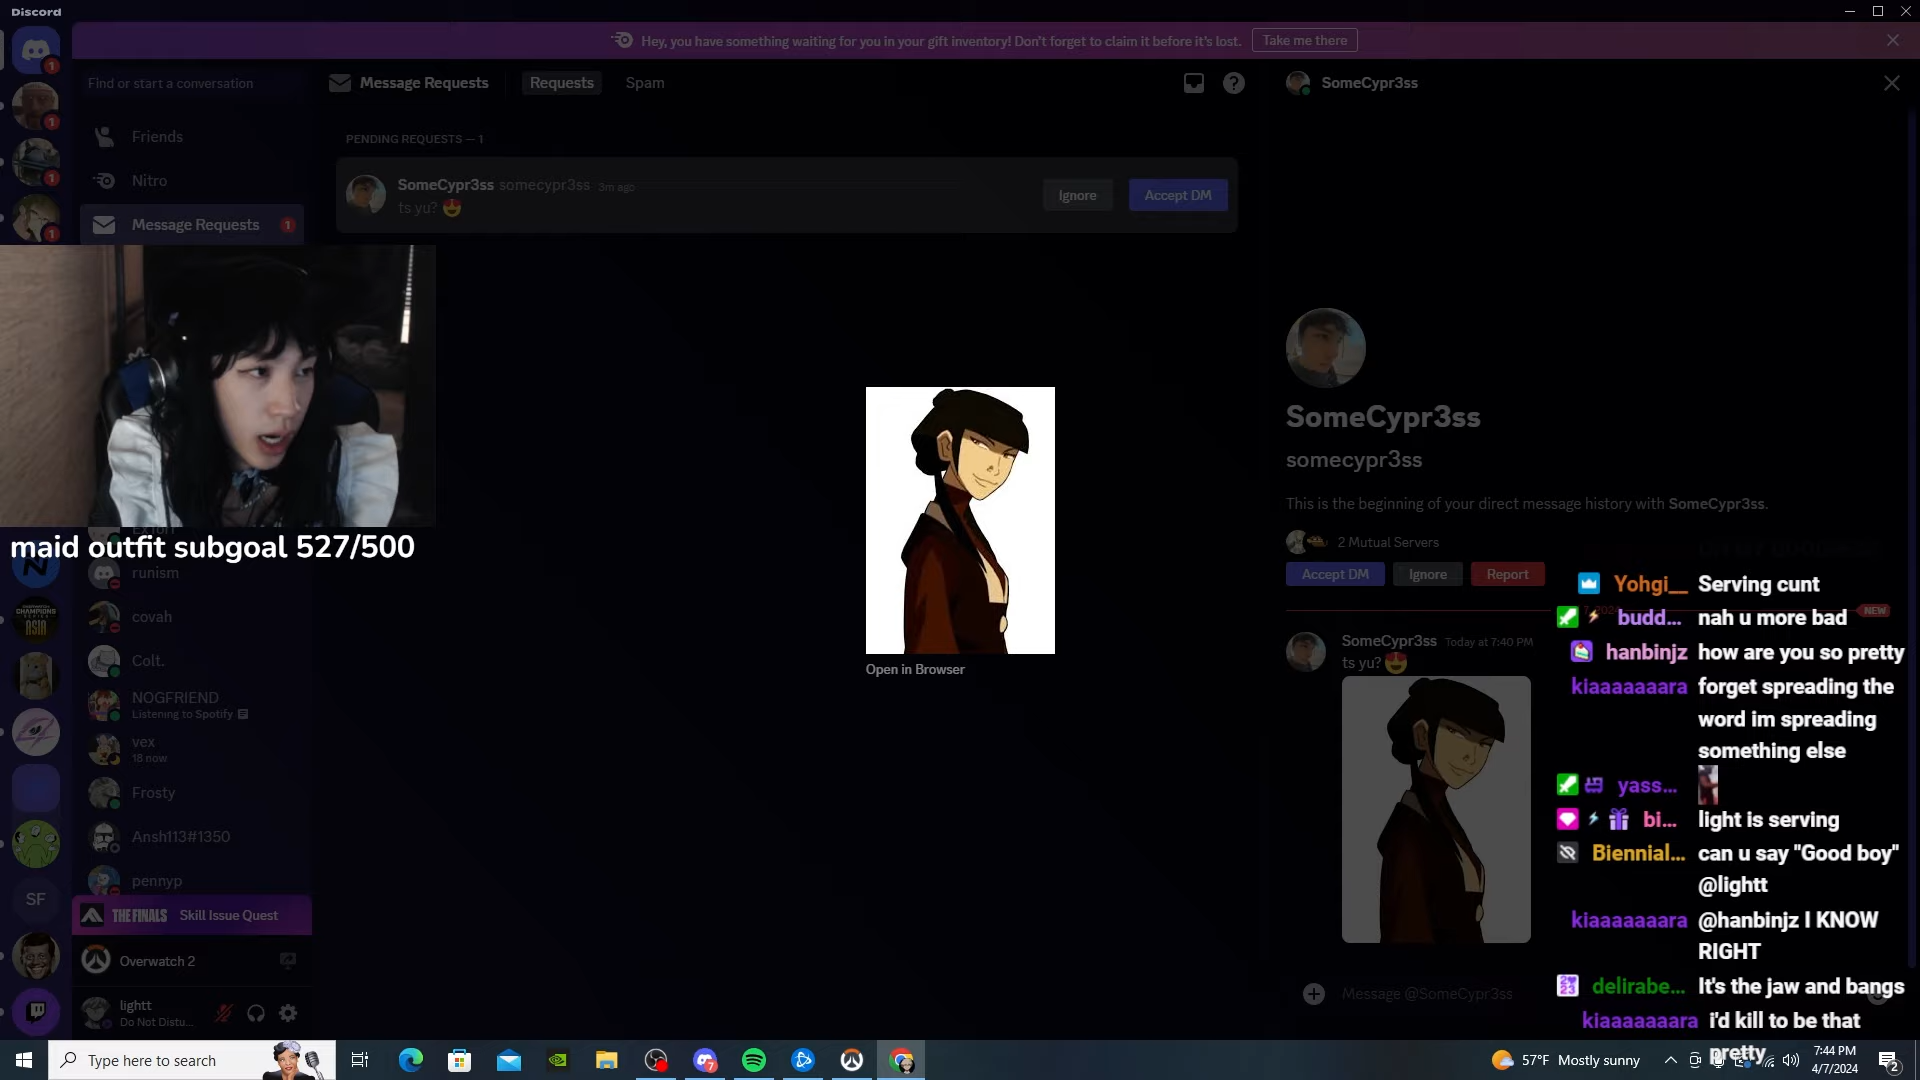 Discord
Hey, you have something waiting for you in your gift inventory! Don't forget to claim it before it's lost.
Take me there
Find or start a conversation
Message Requests
Requests
Spam
SomeCypr3ss
Friends
PENDING REQUESTS — 1
Nitro
SomeCypr3ss somecypr3ss 3m ago
ts yu? 😍
Ignore
Accept DM
Message Requests
1
maid outfit subgoal 527/500
runism
covah
Colt.
NOGFRIEND
Listening to Spotify
vex
18 now
Frosty
Ansh113#1350
pennyp
SF
THE FINALS Skill Issue Quest
Overwatch 2
lightt
Do Not Distu...
Open in Browser
SomeCypr3ss
somecypr3ss
This is the beginning of your direct message history with SomeCypr3ss.
2 Mutual Servers
Accept DM
Ignore
Report
NEW
SomeCypr3ss Today at 7:40 PM
ts yu? 😍
Message @SomeCypr3ss
Yohgi__ Serving cunt
budd... nah u more bad
hanbinjz how are you so pretty
kiaaaaaaara forget spreading the
word im spreading
something else
yass...
bi... light is serving
Biennial... can u say "Good boy"
@lightt
kiaaaaaaara @hanbinjz I KNOW
RIGHT
delirabe... It's the jaw and bangs
kiaaaaaaara i'd kill to be that
pretty
Type here to search
57°F Mostly sunny
7:44 PM
4/7/2024
2